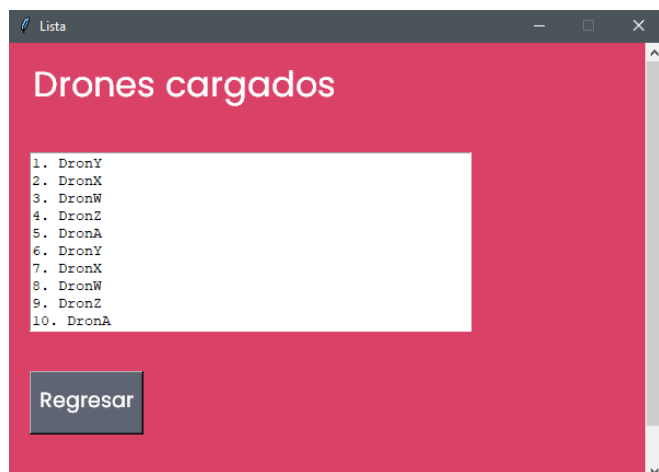 Lista
Drones cargados
1. DronY
2. DronX
3. DronW
4. DronZ
5. DronA
6. DronY
7. DronX
8. DronW
9. DronZ
10. DronA
Regresar